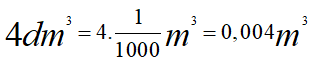 4dm³ = 4. 1/1000 m³ = 0,004m³